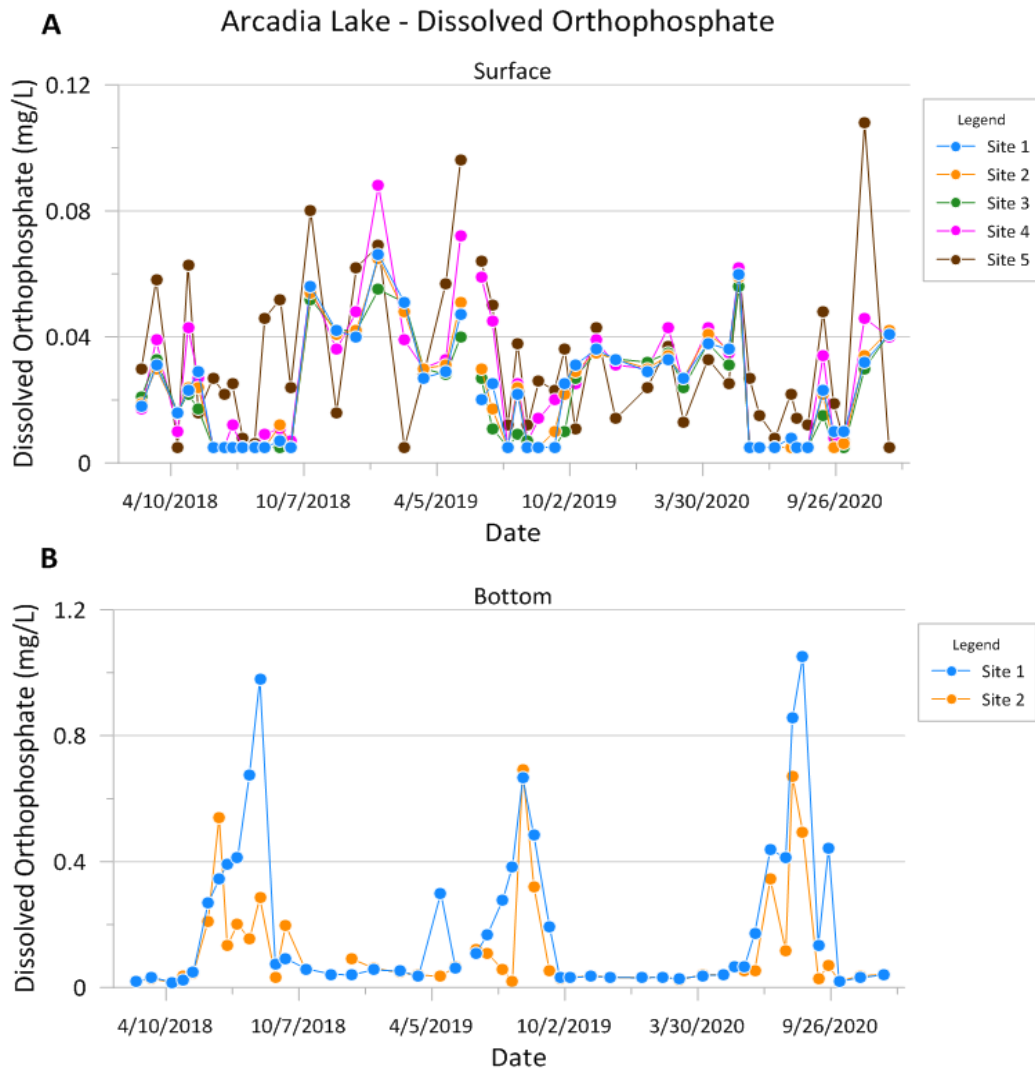 A
Arcadia Lake - Dissolved Orthophosphate
Surface
Dissolved Orthophosphate (mg/L)
0.12
0.08
0.04
0
4/10/2018 10/7/2018 4/5/2019 10/2/2019 3/30/2020 9/26/2020
Date
Legend
Site 1
Site 2
Site 3
Site 4
Site 5
B
Bottom
Dissolved Orthophosphate (mg/L)
1.2
0.8
0.4
0
4/10/2018 10/7/2018 4/5/2019 10/2/2019 3/30/2020 9/26/2020
Date
Legend
Site 1
Site 2